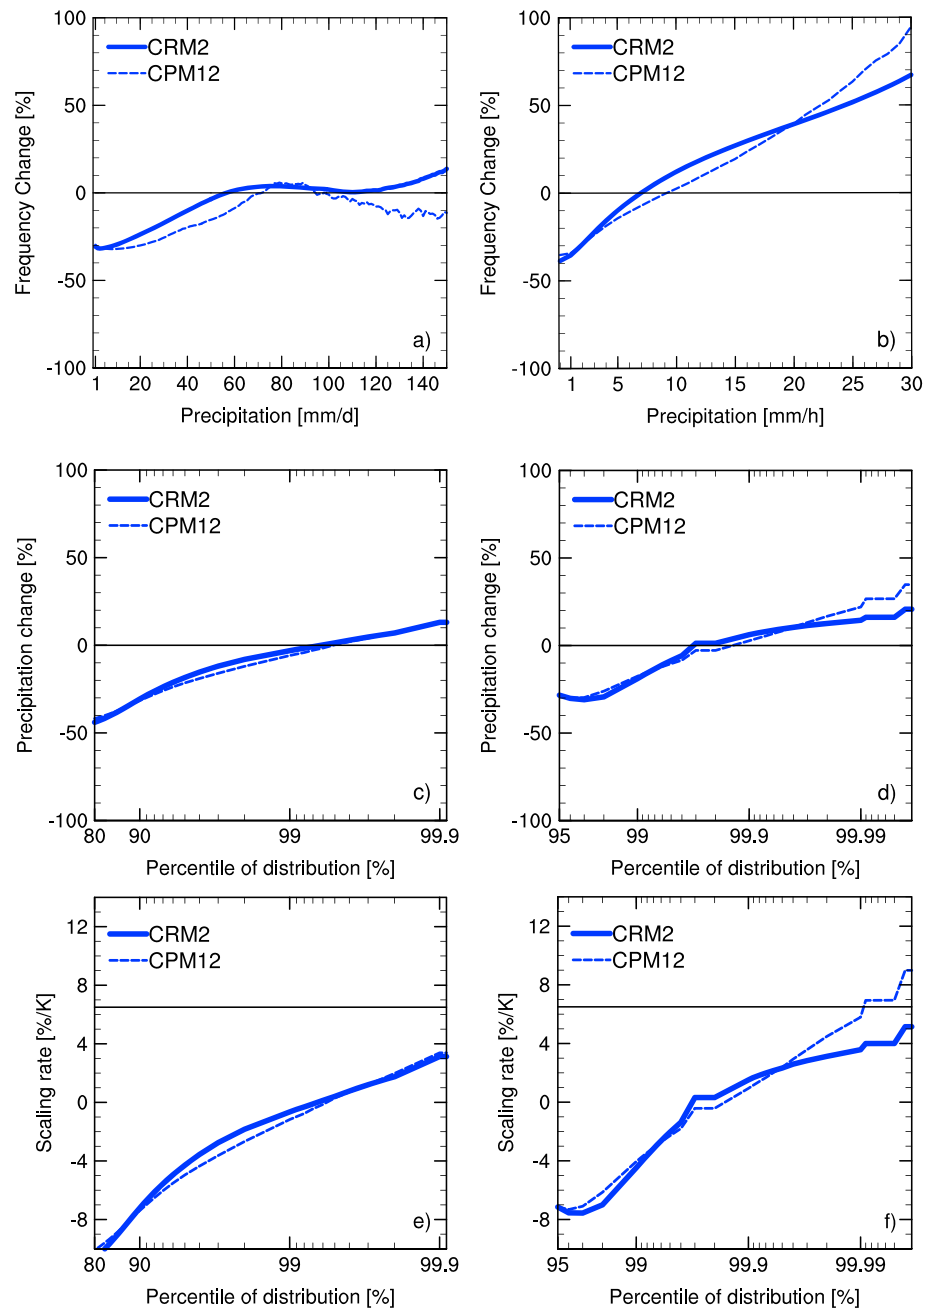 100
50
0
-50
-100
Frequency Change [%]
CRM2
CPM12
a)
1 20 40 60 80 100 120 140
Precipitation [mm/d]
100
50
0
-50
-100
Frequency Change [%]
CRM2
CPM12
b)
1 5 10 15 20 25 30
Precipitation [mm/h]
100
50
0
-50
-100
Precipitation change [%]
CRM2
CPM12
c)
80 90 99 99.9
Percentile of distribution [%]
100
50
0
-50
-100
Precipitation change [%]
CRM2
CPM12
d)
95 99 99.9 99.99
Percentile of distribution [%]
12
8
4
0
-4
-8
Scaling rate [%/K]
CRM2
CPM12
e)
80 90 99 99.9
Percentile of distribution [%]
12
8
4
0
-4
-8
Scaling rate [%/K]
CRM2
CPM12
f)
95 99 99.9 99.99
Percentile of distribution [%]